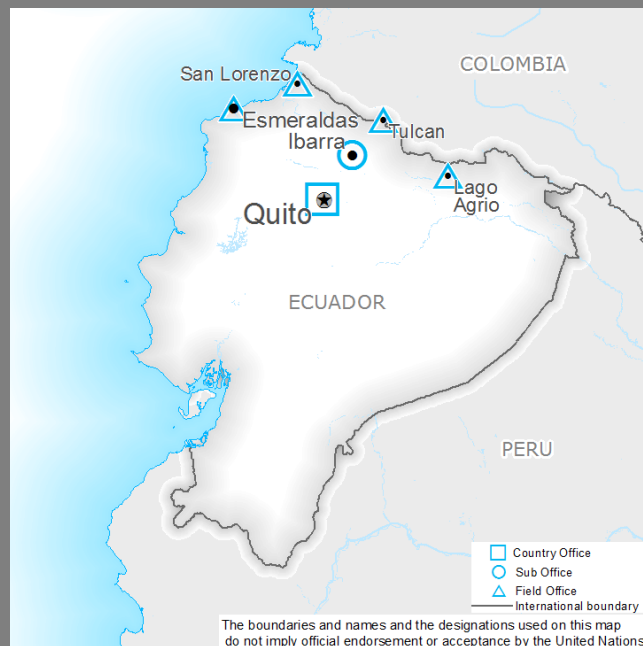 COLOMBIA
San Lorenzo
Esmeraldas
Tulcan
Ibarra
Lago
Agrio
Quito
ECUADOR
PERU
Country Office
Sub Office
Field Office
International boundary
The boundaries and names and the designations used on this map
do not imply official endorsement or acceptance by the United Nations